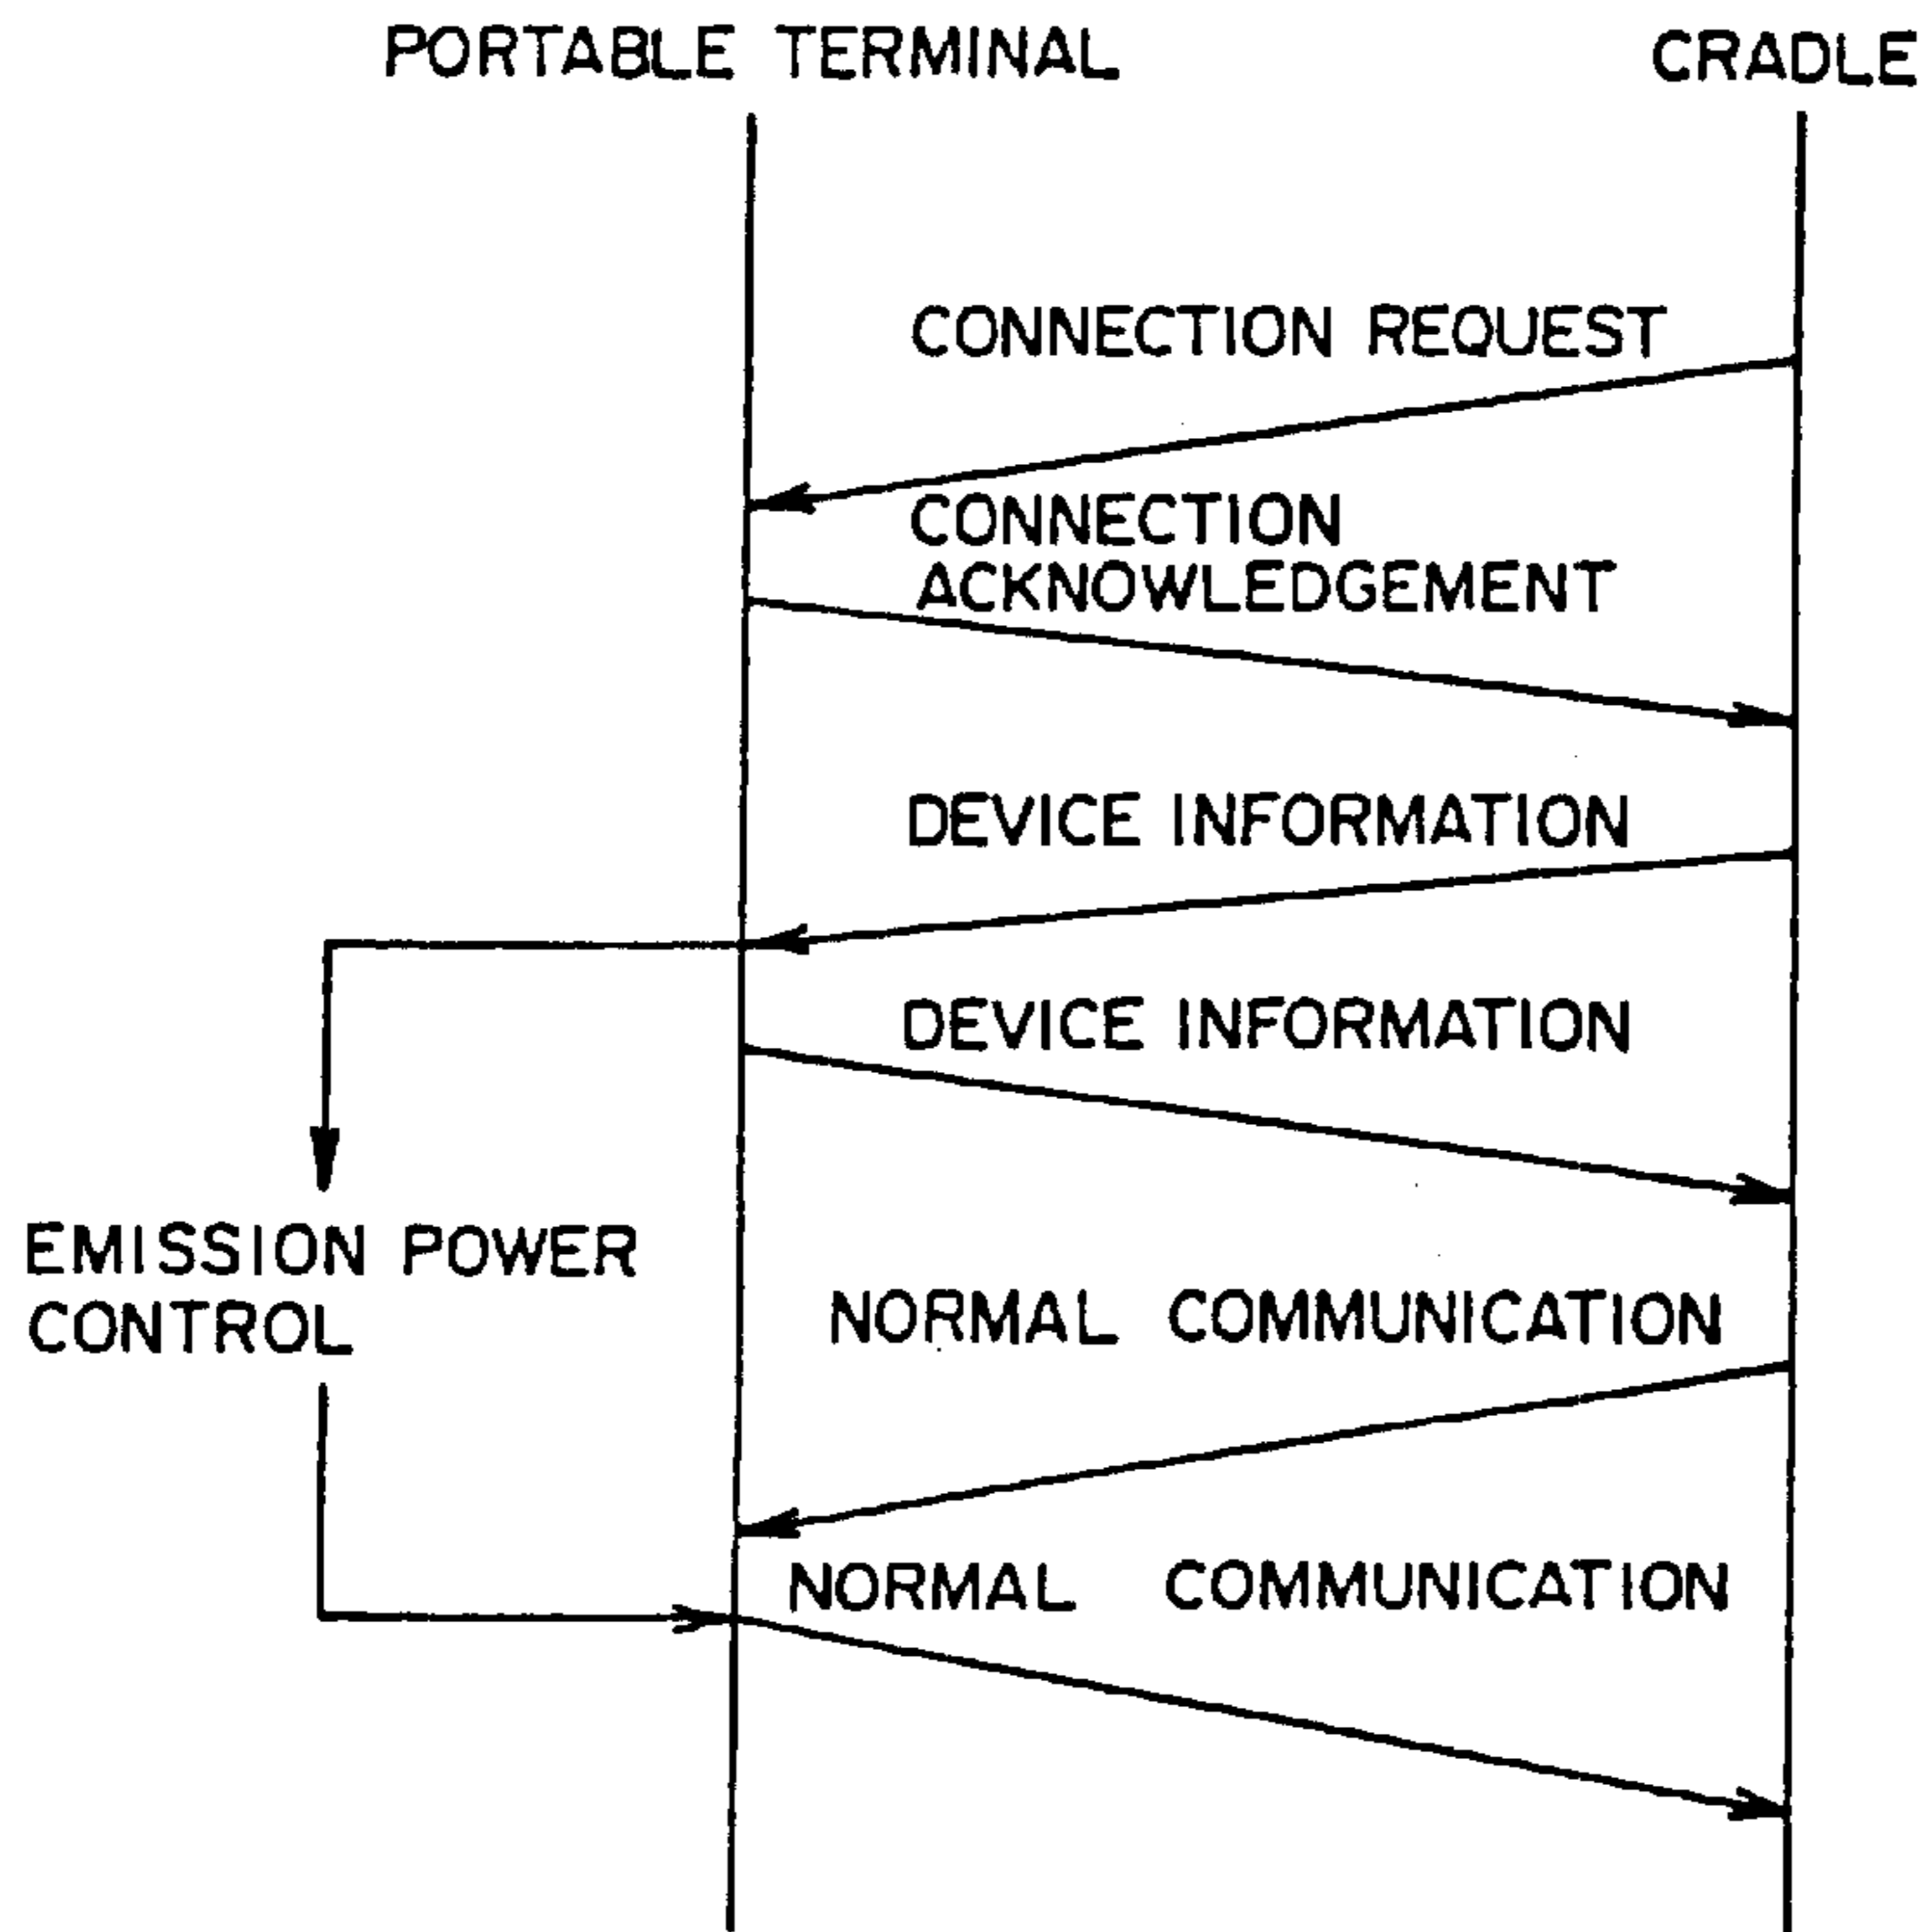 PORTABLE TERMINAL
CRADLE
CONNECTION REQUEST
CONNECTION
ACKNOWLEDGEMENT
DEVICE INFORMATION
DEVICE INFORMATION
EMISSION POWER
CONTROL
NORMAL COMMUNICATION
NORMAL COMMUNICATION